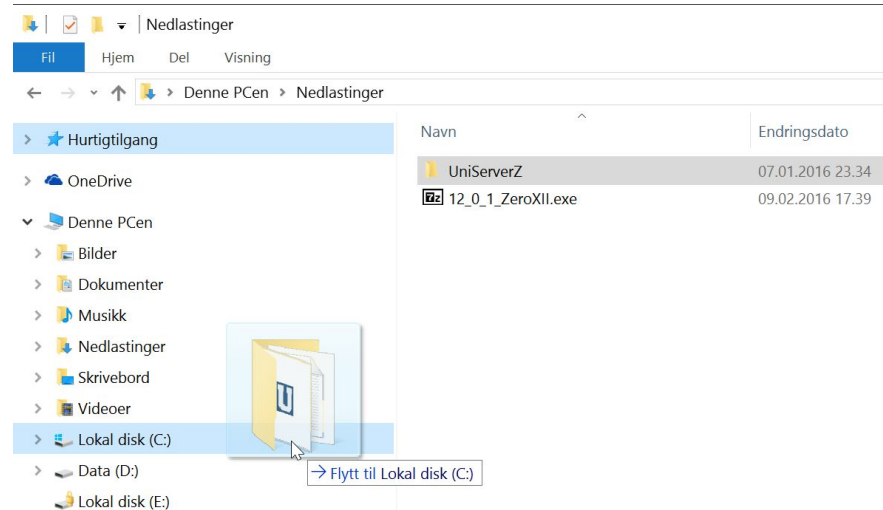 Nedlastinger
Fil Hjem Del Visning
Denne PCen Nedlastinger
Navn Endringsdato
Hurtigtilgang
UniServerZ 07.01.2016 23.34
12_0_1_ZeroXII.exe 09.02.2016 17.39
OneDrive
Denne PCen
Bilder
Dokumenter
Musikk
Nedlastinger
Skrivebord
Videoer
Lokal disk (C:)
Data (D:)
Flytt til Lokal disk (C:)
Lokal disk (E:)